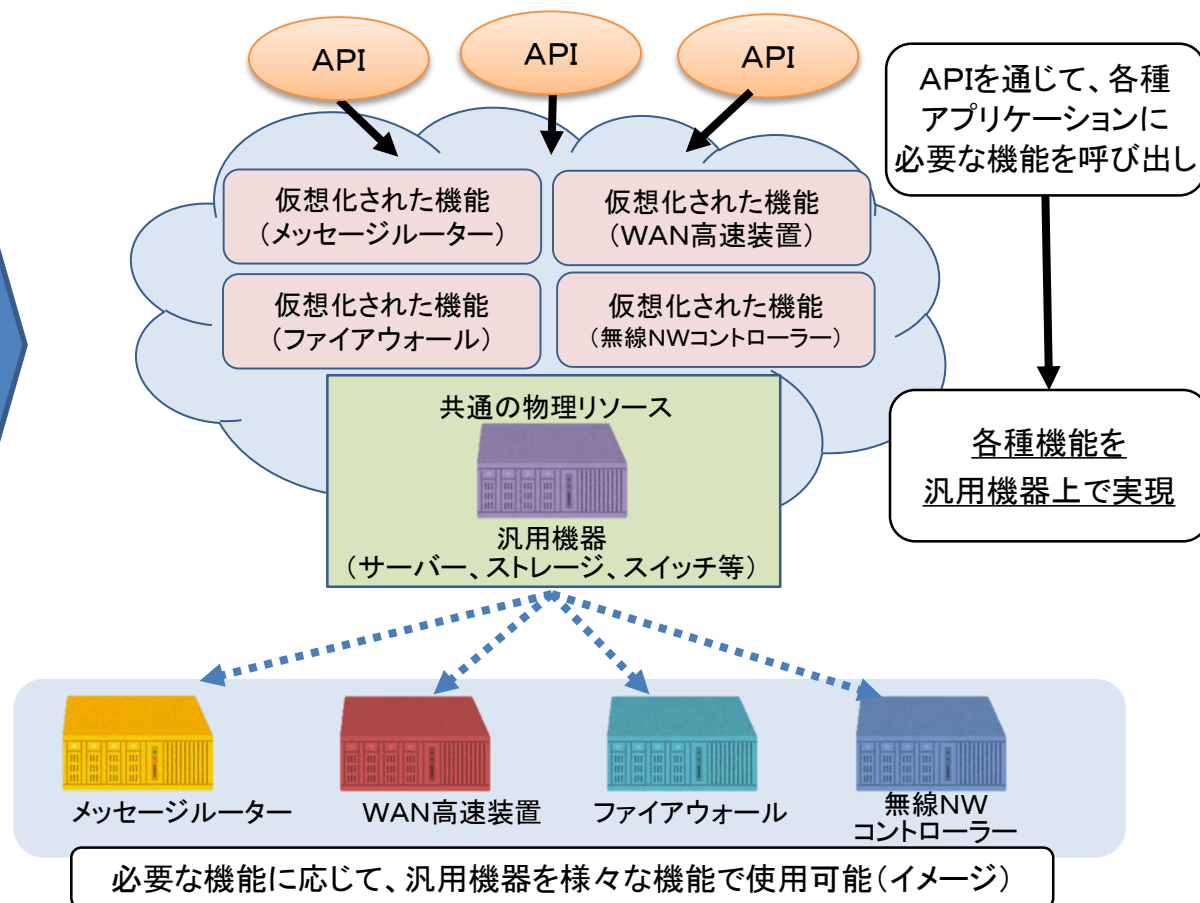 API
API
API
APIを通じて、各種
アプリケーションに
必要な機能を呼び出し
仮想化された機能
（メッセージルーター）
仮想化された機能
（WAN高速装置）
仮想化された機能
（ファイアウォール）
仮想化された機能
（無線NWコントローラー）
共通の物理リソース
汎用機器
（サーバー、ストレージ、スイッチ等）
各種機能を
汎用機器上で実現
メッセージルーター
WAN高速装置
ファイアウォール
無線NW
コントローラー
必要な機能に応じて、汎用機器を様々な機能で使用可能（イメージ）